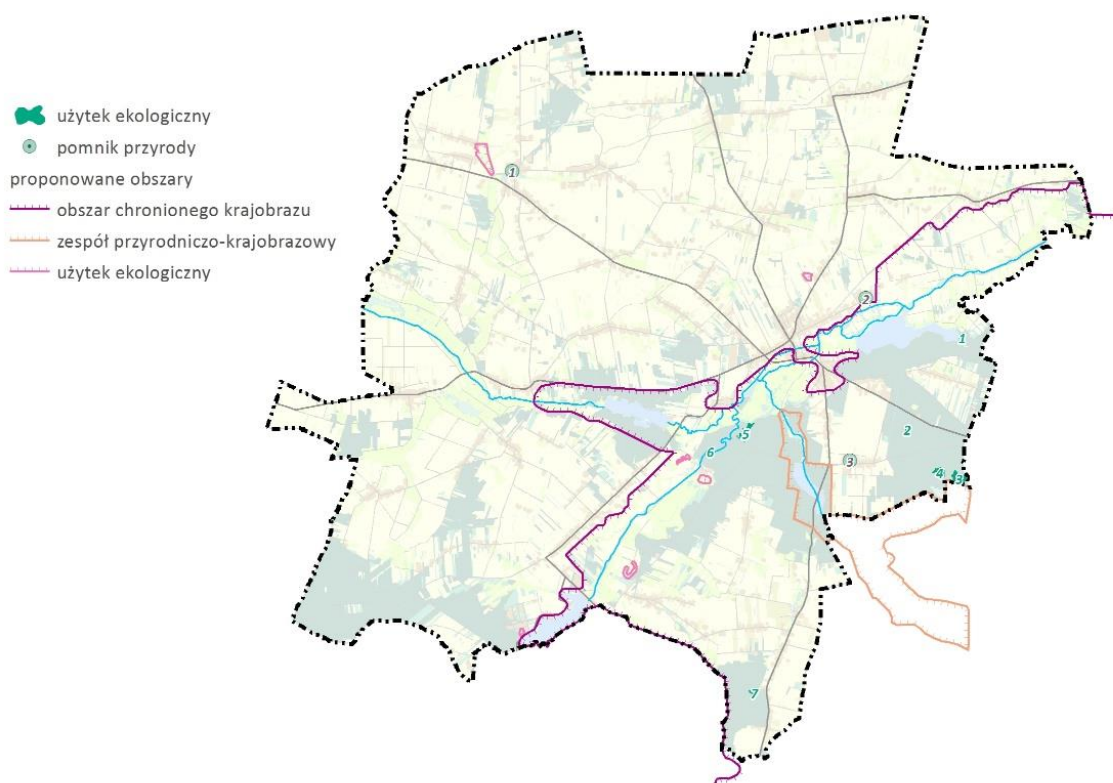 użytek ekologiczny
pomnik przyrody
proponowane obszary
obszar chronionego krajobrazu
zespół przyrodniczo-krajobrazowy
użytek ekologiczny
1
2
1
2
5
6
3
4
3
7